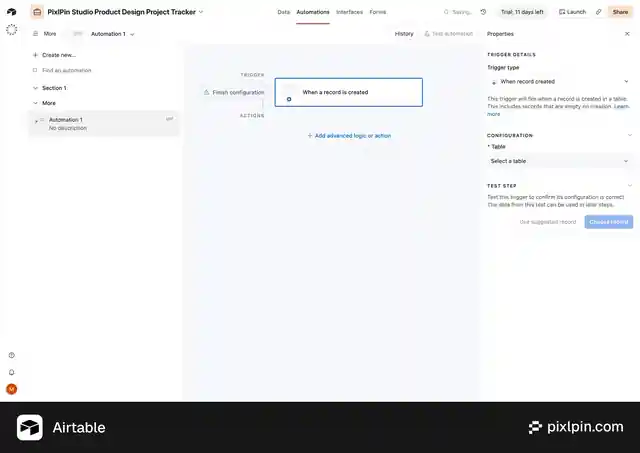 PixlPin Studio Product Design Project Tracker
Data
Automations
Interfaces
Forms
Saving...
Trial: 11 days left
Launch
Share
More
OFF
Automation 1
History
Test automation
Properties
Create new...
Find an automation
Section 1
More
Automation 1
OFF
No description
TRIGGER
Finish configuration
When a record is created
ACTIONS
+ Add advanced logic or action
TRIGGER DETAILS
Trigger type
When record created
This trigger will fire when a record is created in a table.
This includes records that are empty on creation. Learn
more
CONFIGURATION
* Table
Select a table
TEST STEP
Test this trigger to confirm its configuration is correct.
The data from this test can be used in later steps.
Use suggested record
Choose record
M
Airtable
pixlpin.com